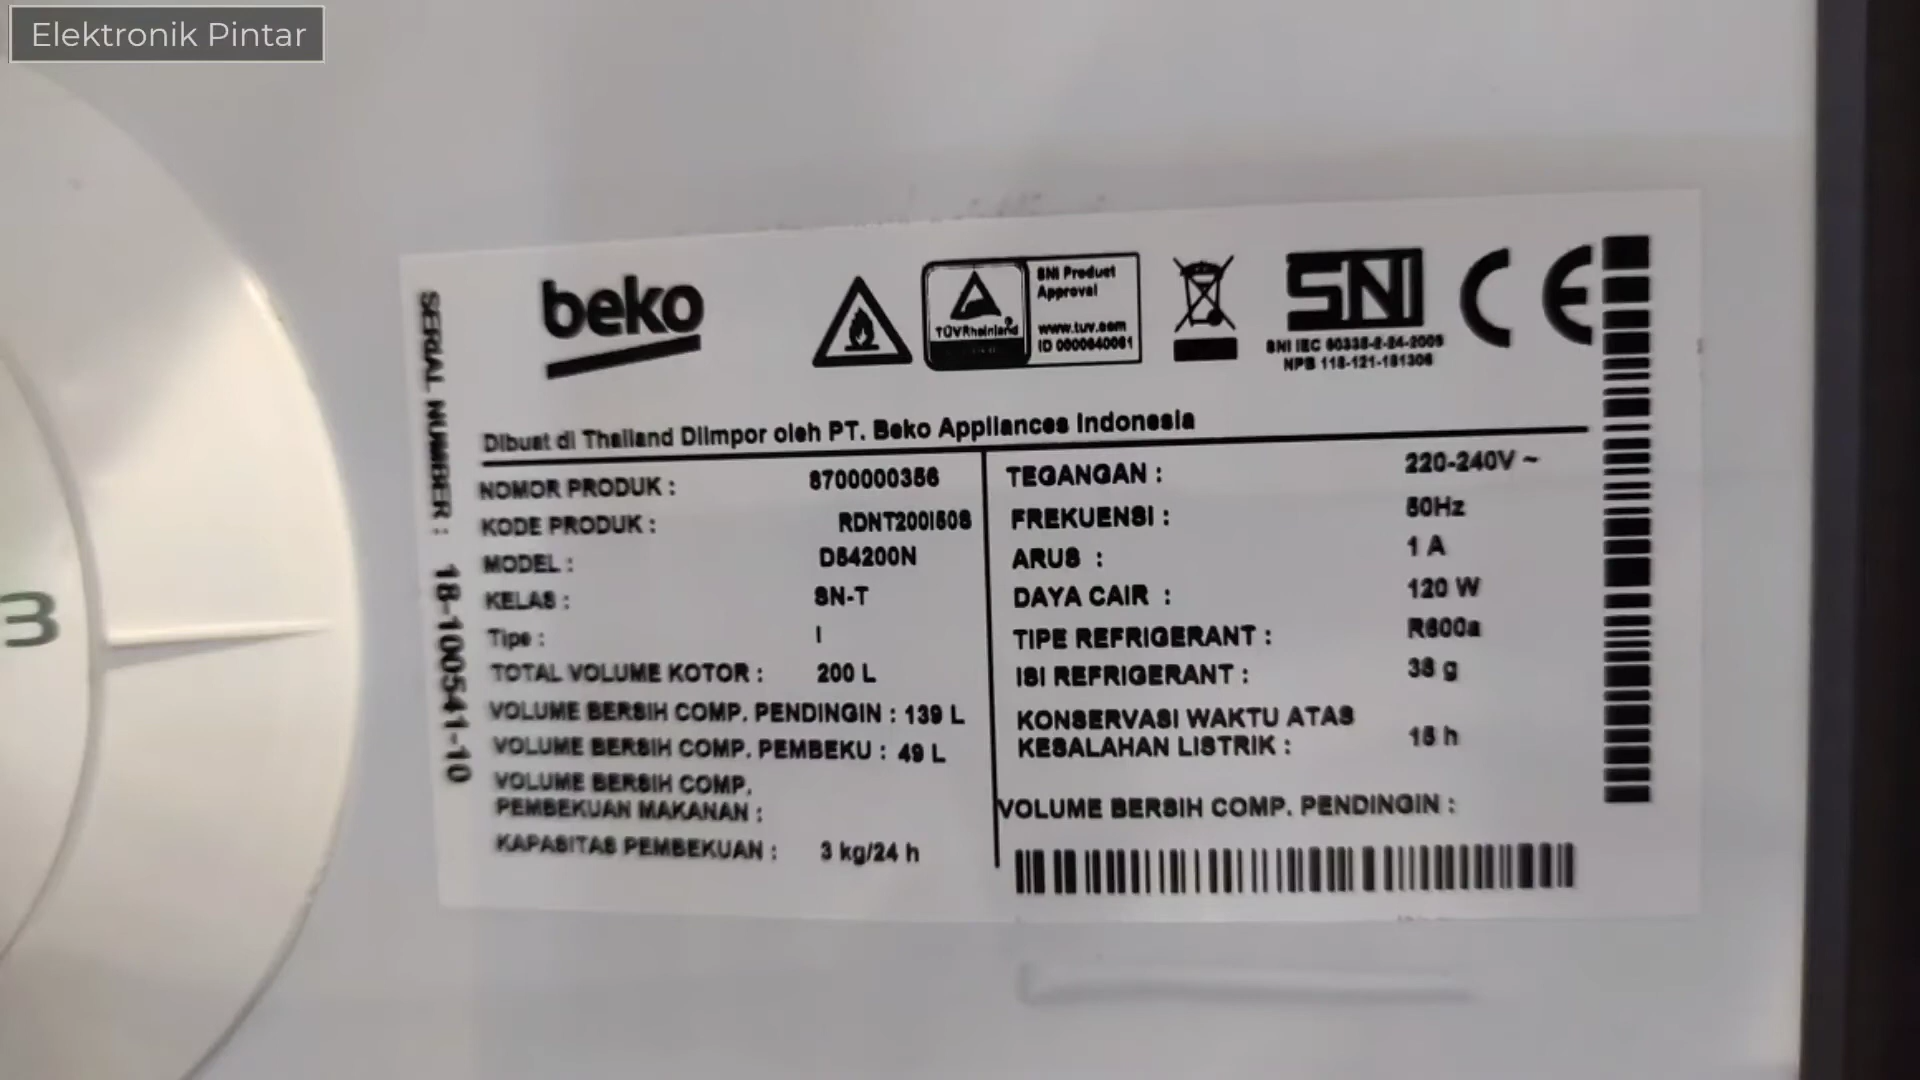 Elektronik Pintar
beko
TÜVRheinland
SNI Product
Approval
www.tuv.com
ID 0000640061
SNI
SNI IEC 60335-2-24-2009
NPB 118-121-181306
CE
SERIAL NUMBER : 18-100541-10
Dibuat di Thailand Diimpor oleh PT. Beko Appliances Indonesia
NOMOR PRODUK : 8700000356
KODE PRODUK : RDNT200I50S
MODEL : D54200N
KELAS : SN-T
Tipe : I
TOTAL VOLUME KOTOR : 200 L
VOLUME BERSIH COMP. PENDINGIN : 139 L
VOLUME BERSIH COMP. PEMBEKU : 49 L
VOLUME BERSIH COMP.
PEMBEKUAN MAKANAN :
KAPASITAS PEMBEKUAN : 3 kg/24 h
TEGANGAN : 220-240V ~
FREKUENSI : 50Hz
ARUS : 1 A
DAYA CAIR : 120 W
TIPE REFRIGERANT : R600a
ISI REFRIGERANT : 38 g
KONSERVASI WAKTU ATAS
KESALAHAN LISTRIK : 15 h
VOLUME BERSIH COMP. PENDINGIN :
3